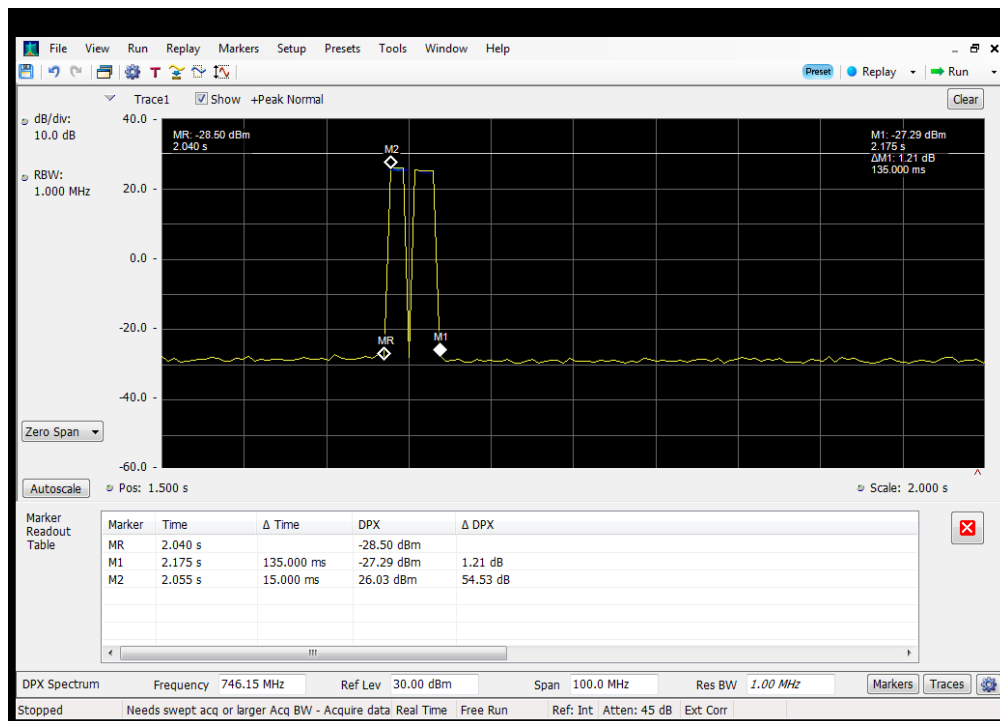 File View Run Replay Markers Setup Presets Tools Window Help
Preset Replay Run
Trace1 Show +Peak Normal Clear
dB/div:
10.0 dB
RBW:
1.000 MHz
40.0
20.0
0.0
-20.0
-40.0
-60.0
MR: -28.50 dBm
2.040 s
M1: -27.29 dBm
2.175 s
ΔM1: 1.21 dB
135.000 ms
M2
MR
M1
Zero Span
Autoscale Pos: 1.500 s Scale: 2.000 s
Marker
Readout
Table
Marker Time Δ Time DPX Δ DPX
MR 2.040 s -28.50 dBm
M1 2.175 s 135.000 ms -27.29 dBm 1.21 dB
M2 2.055 s 15.000 ms 26.03 dBm 54.53 dB
DPX Spectrum Frequency 746.15 MHz Ref Lev 30.00 dBm Span 100.0 MHz Res BW 1.00 MHz Markers Traces
Stopped Needs swept acq or larger Acq BW - Acquire data Real Time Free Run Ref: Int Atten: 45 dB Ext Corr